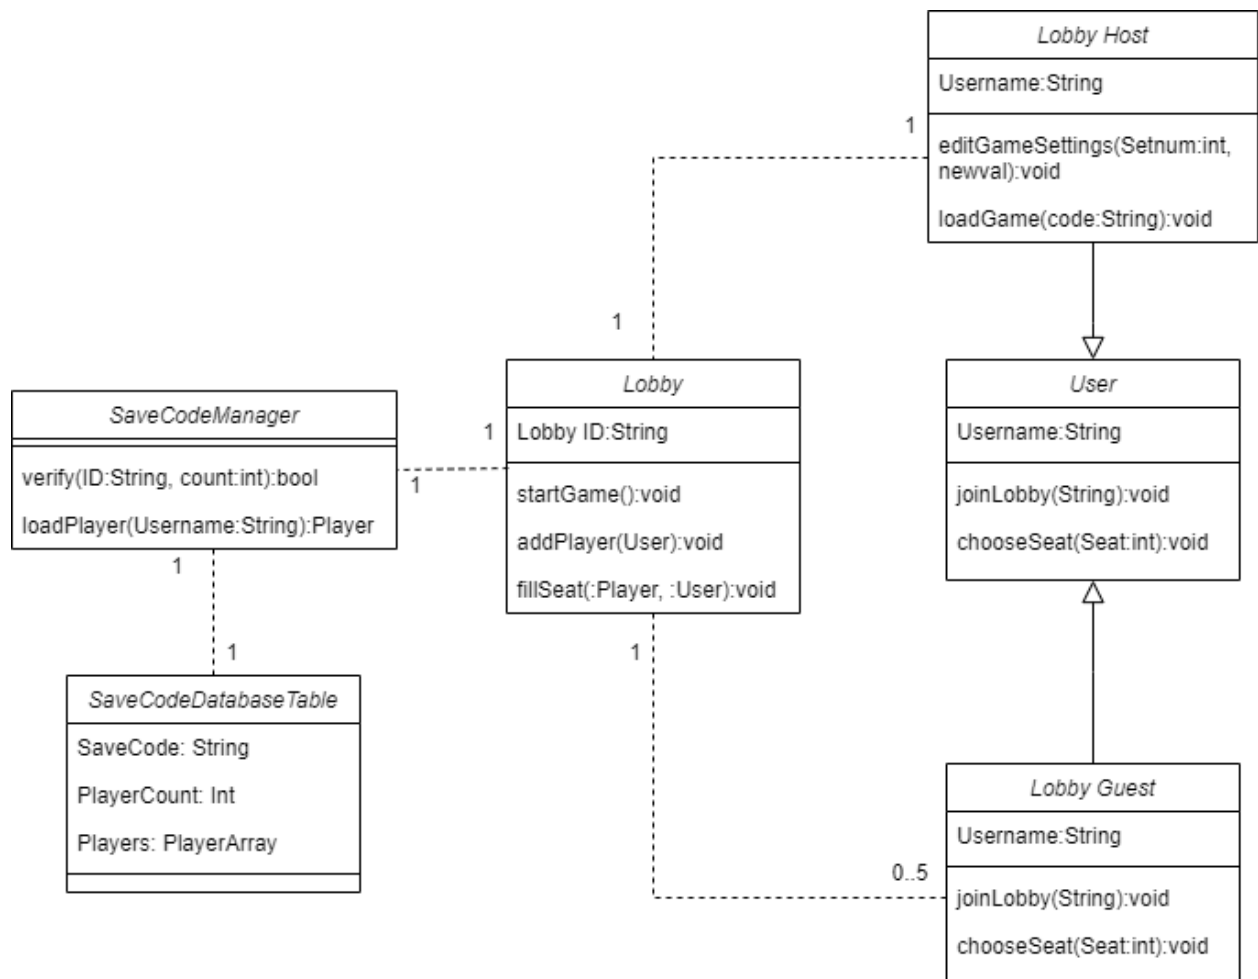 Lobby Host
Username:String
editGameSettings(Setnum:int,
newval):void
loadGame(code:String):void
1
1
SaveCodeManager
verify(ID:String, count:int):bool
loadPlayer(Username:String):Player
1
1
Lobby
Lobby ID:String
startGame():void
addPlayer(User):void
fillSeat(:Player, :User):void
User
Username:String
joinLobby(String):void
chooseSeat(Seat:int):void
1
1
1
SaveCodeDatabaseTable
SaveCode: String
PlayerCount: Int
Players: PlayerArray
0..5
Lobby Guest
Username:String
joinLobby(String):void
chooseSeat(Seat:int):void